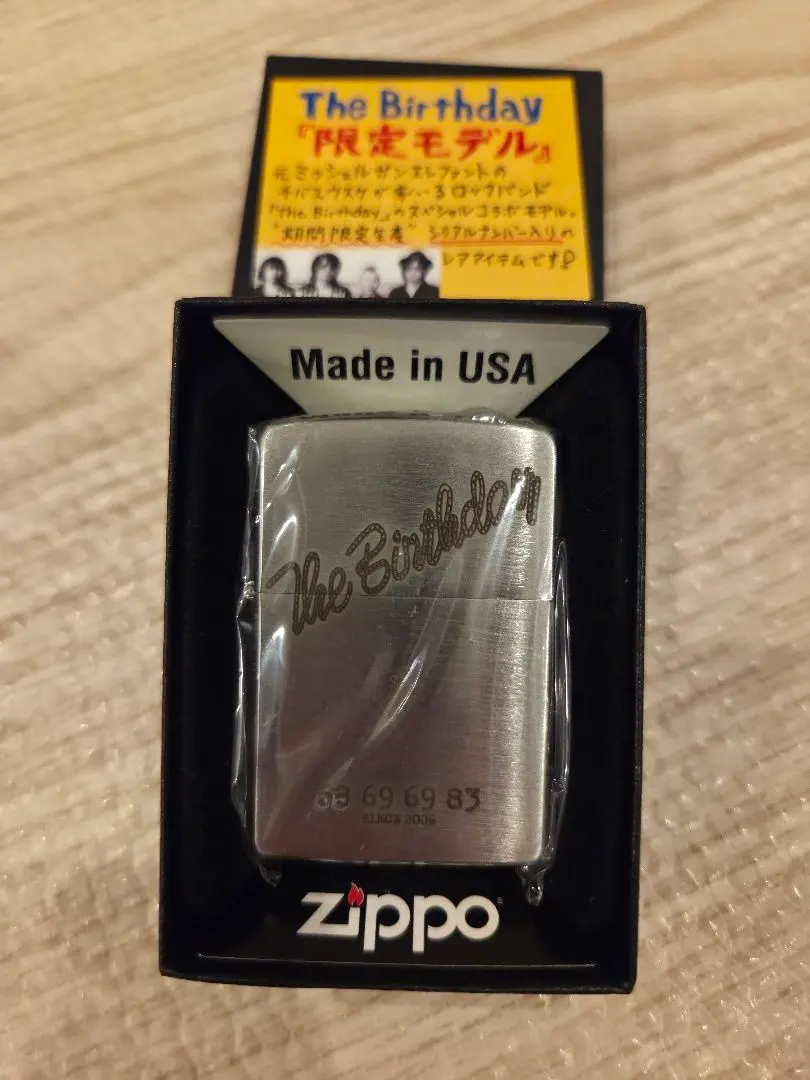 The Birthday
『限定モデル』
元ミッシェルガンエレファントの
チバユウスケが率いるロックバンド
「The Birthday」のスペシャルコラボモデル。
"期間限定生産" シリアルナンバー入りの
レアアイテムです!
Made in USA
The Birthday
68 69 69 83
SINCE 2006
Zippo